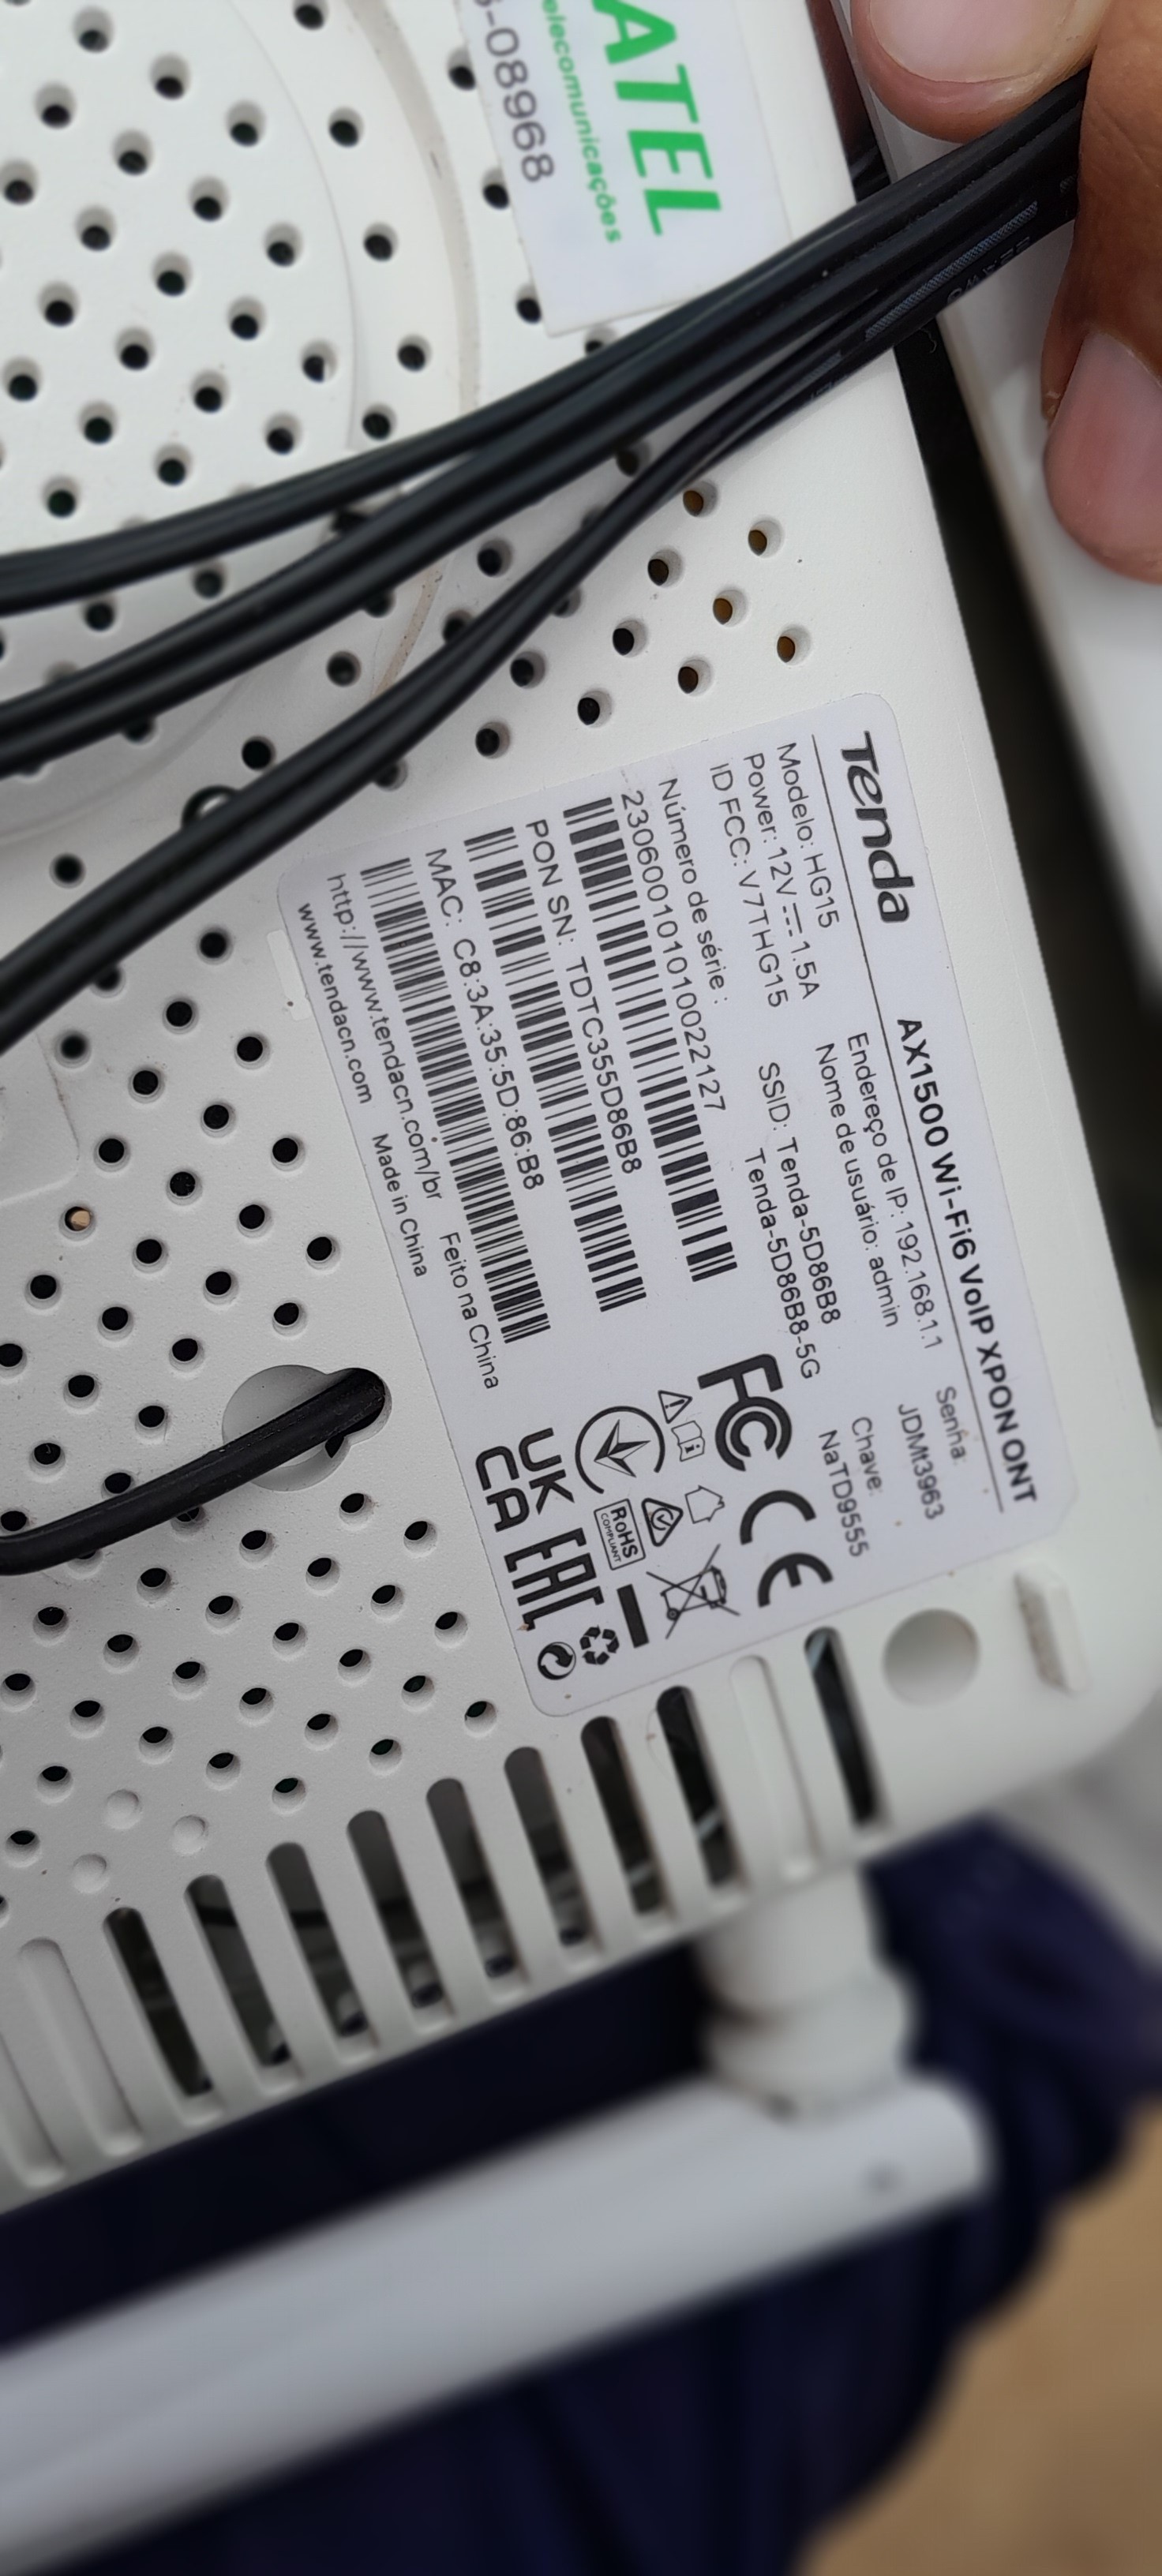 ATEL
elecomunicações
-08968
Tenda
AX1500 Wi-Fi6 VoIP XPON ONT
Modelo: HG15
Power: 12V 1.5A
ID FCC: V7THG15
Endereço de IP: 192.168.1.1
Nome de usuário: admin
Senha:
JDMt3963
SSID: Tenda-5D86B8
Tenda-5D86B8-5G
Chave:
NaTD9555
Número de série :
230600101010022127
PON SN: TDTC355D86B8
MAC: C8:3A:35:5D:86:B8
http://www.tendacn.com/br Feito na China
www.tendacn.com Made in China
FC CE
RoHS
COMPLIANT
UK
CA
EAC